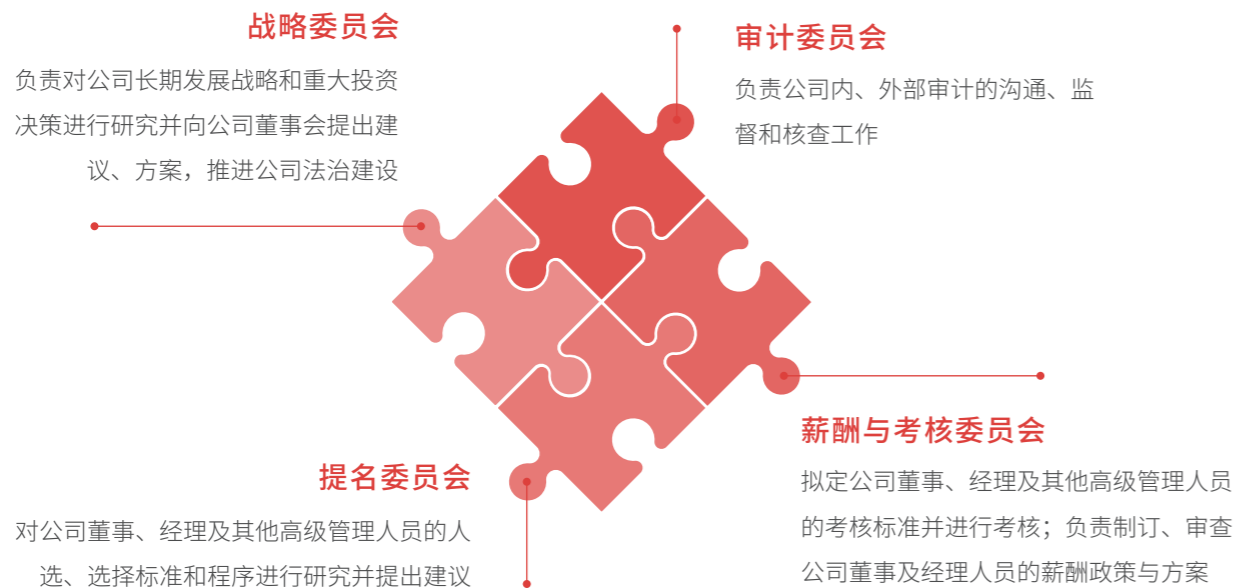 战略委员会
负责对公司长期发展战略和重大投资
决策进行研究并向公司董事会提出建
议、方案，推进公司法治建设
审计委员会
负责公司内、外部审计的沟通、监
督和核查工作
提名委员会
对公司董事、经理及其他高级管理人员的人
选、选择标准和程序进行研究并提出建议
薪酬与考核委员会
拟定公司董事、经理及其他高级管理人员
的考核标准并进行考核；负责制订、审查
公司董事及经理人员的薪酬政策与方案